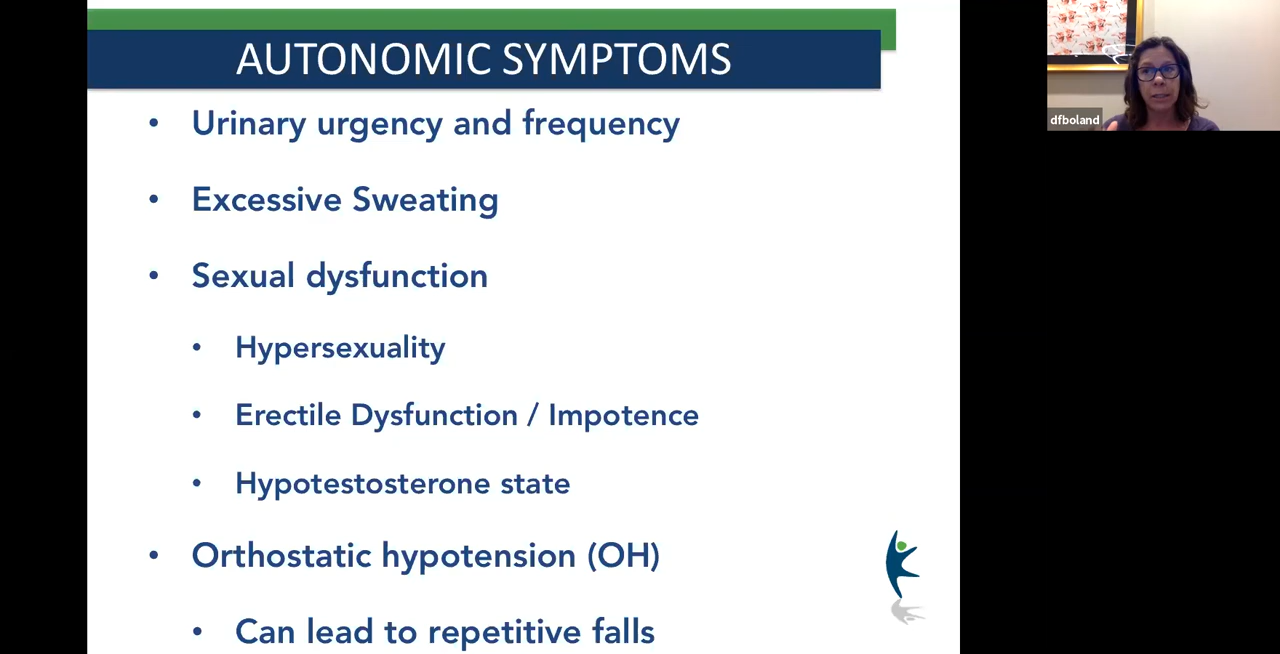 AUTONOMIC SYMPTOMS
• Urinary urgency and frequency
• Excessive Sweating
• Sexual dysfunction
• Hypersexuality
• Erectile Dysfunction / Impotence
• Hypotestosterone state
• Orthostatic hypotension (OH)
• Can lead to repetitive falls
dfboland